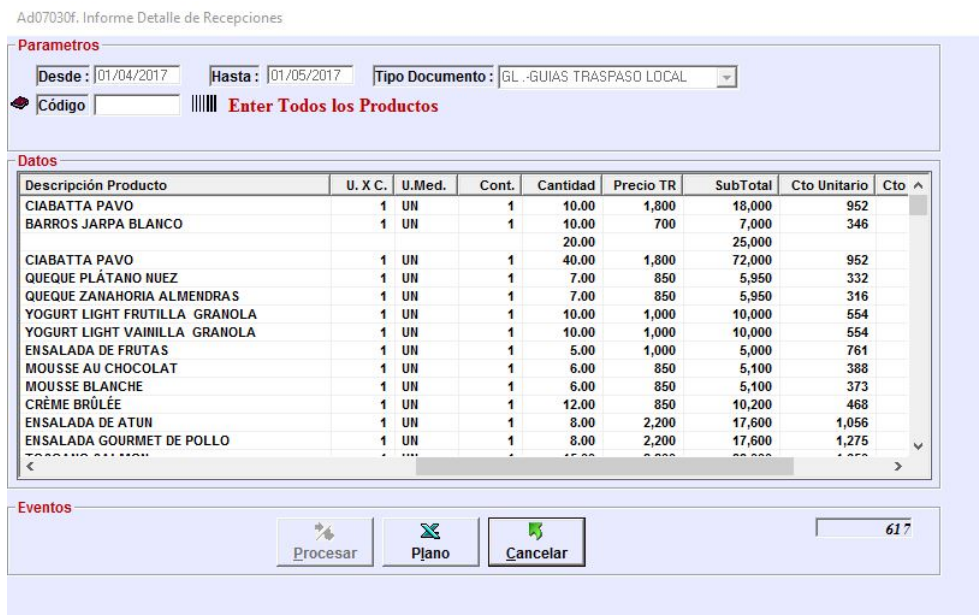 Ad07030f. Informe Detalle de Recepciones
Parametros
Desde : 01/04/2017 Hasta : 01/05/2017 Tipo Documento : GL .-GUIAS TRASPASO LOCAL
Código Enter Todos los Productos
Datos
Descripción Producto U. X C. U.Med. Cont. Cantidad Precio TR SubTotal Cto Unitario Cto
CIABATTA PAVO 1 UN 1 10.00 1,800 18,000 952
BARROS JARPA BLANCO 1 UN 1 10.00 700 7,000 346
20.00 25,000
CIABATTA PAVO 1 UN 1 40.00 1,800 72,000 952
QUEQUE PLÁTANO NUEZ 1 UN 1 7.00 850 5,950 332
QUEQUE ZANAHORIA ALMENDRAS 1 UN 1 7.00 850 5,950 316
YOGURT LIGHT FRUTILLA GRANOLA 1 UN 1 10.00 1,000 10,000 554
YOGURT LIGHT VAINILLA GRANOLA 1 UN 1 10.00 1,000 10,000 554
ENSALADA DE FRUTAS 1 UN 1 5.00 1,000 5,000 761
MOUSSE AU CHOCOLAT 1 UN 1 6.00 850 5,100 388
MOUSSE BLANCHE 1 UN 1 6.00 850 5,100 373
CRÈME BRÛLÉE 1 UN 1 12.00 850 10,200 468
ENSALADA DE ATUN 1 UN 1 8.00 2,200 17,600 1,056
ENSALADA GOURMET DE POLLO 1 UN 1 8.00 2,200 17,600 1,275
Eventos
Procesar Plano Cancelar 617